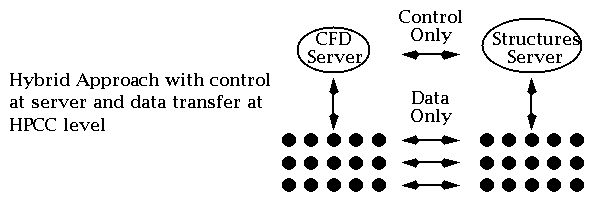 Control
Only
CFD
Server
Structures
Server
Hybrid Approach with control
at server and data transfer at
HPCC level
Data
Only